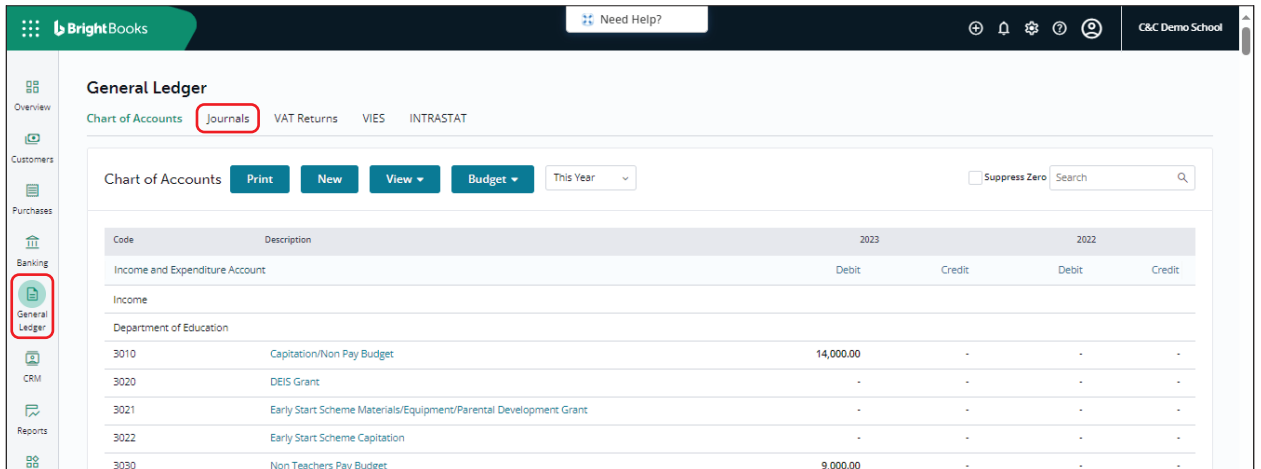 BrightBooks
Need Help?
C&C Demo School
Overview
Customers
Purchases
Banking
General
Ledger
CRM
Reports
General Ledger
Chart of Accounts Journals VAT Returns VIES INTRASTAT
Chart of Accounts Print New View Budget This Year Suppress Zero Search
Code Description 2023 2022
Income and Expenditure Account Debit Credit Debit Credit
Income
Department of Education
3010 Capitation/Non Pay Budget 14,000.00 - - -
3020 DEIS Grant - - - -
3021 Early Start Scheme Materials/Equipment/Parental Development Grant - - - -
3022 Early Start Scheme Capitation - - - -
3030 Non Teachers Pay Budget 9,000.00 - - -